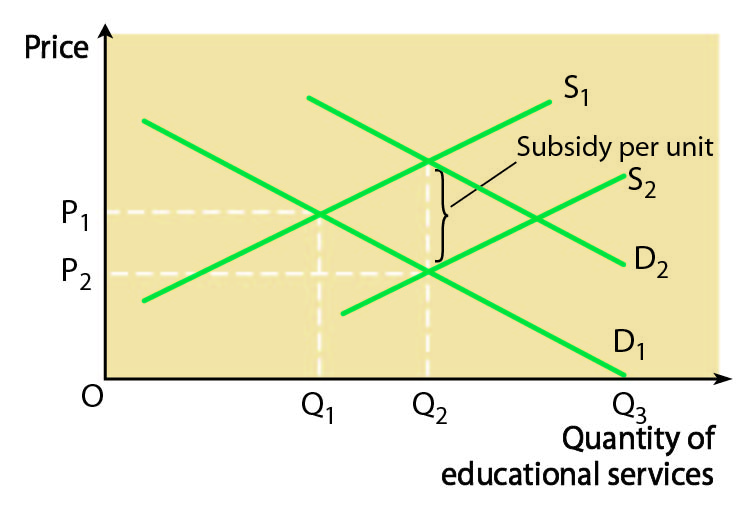 Price
S₁
Subsidy per unit
S₂
P₁
P₂
D₂
D₁
O
Q₁
Q₂
Q₃
Quantity of
educational services